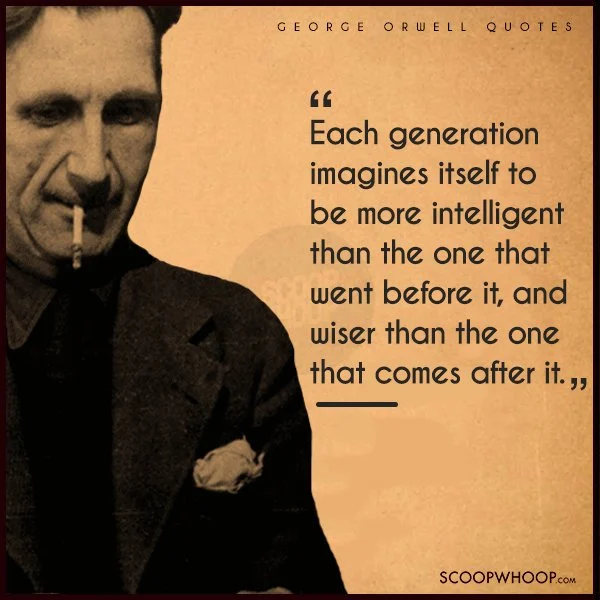 GEORGE ORWELL QUOTES
“
Each generation
imagines itself to
be more intelligent
than the one that
went before it, and
wiser than the one
that comes after it.”
SCOOPWHOOP.COM